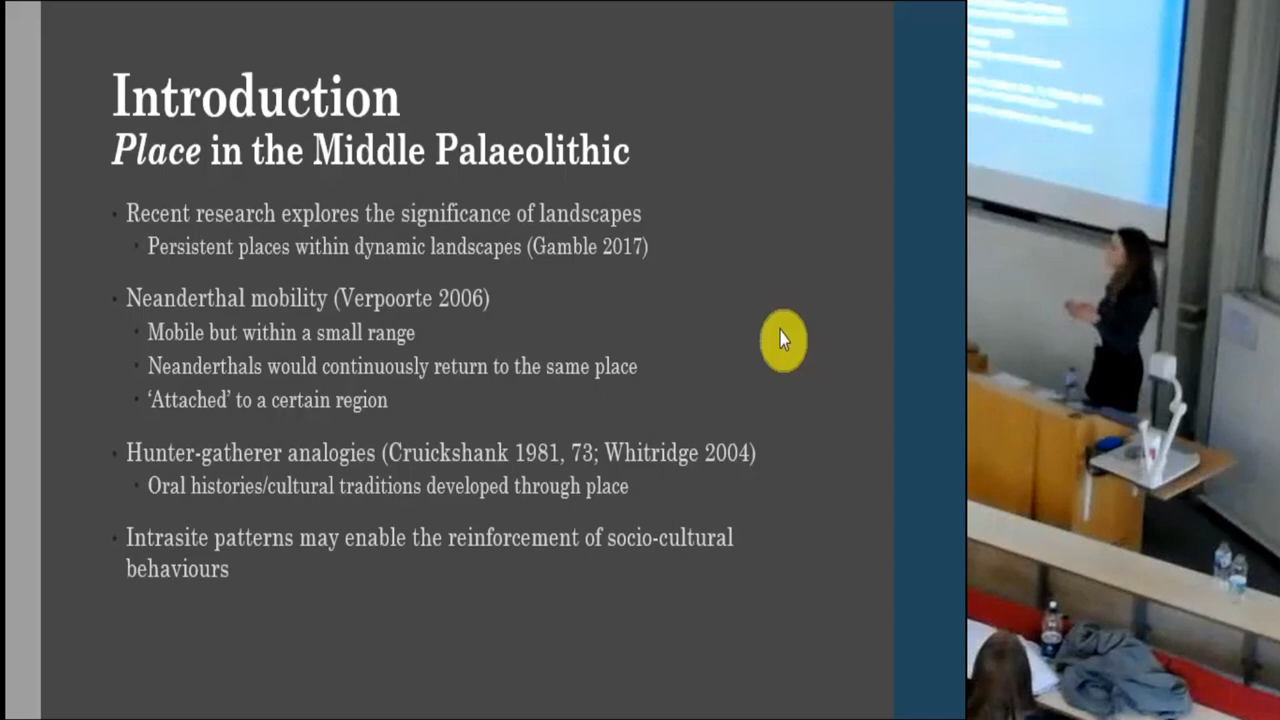 Introduction
Place in the Middle Palaeolithic
Recent research explores the significance of landscapes
Persistent places within dynamic landscapes (Gamble 2017)
Neanderthal mobility (Verpoorte 2006)
Mobile but within a small range
Neanderthals would continuously return to the same place
‘Attached’ to a certain region
Hunter-gatherer analogies (Cruickshank 1981, 73; Whitridge 2004)
Oral histories/cultural traditions developed through place
Intrasite patterns may enable the reinforcement of socio-cultural
behaviours